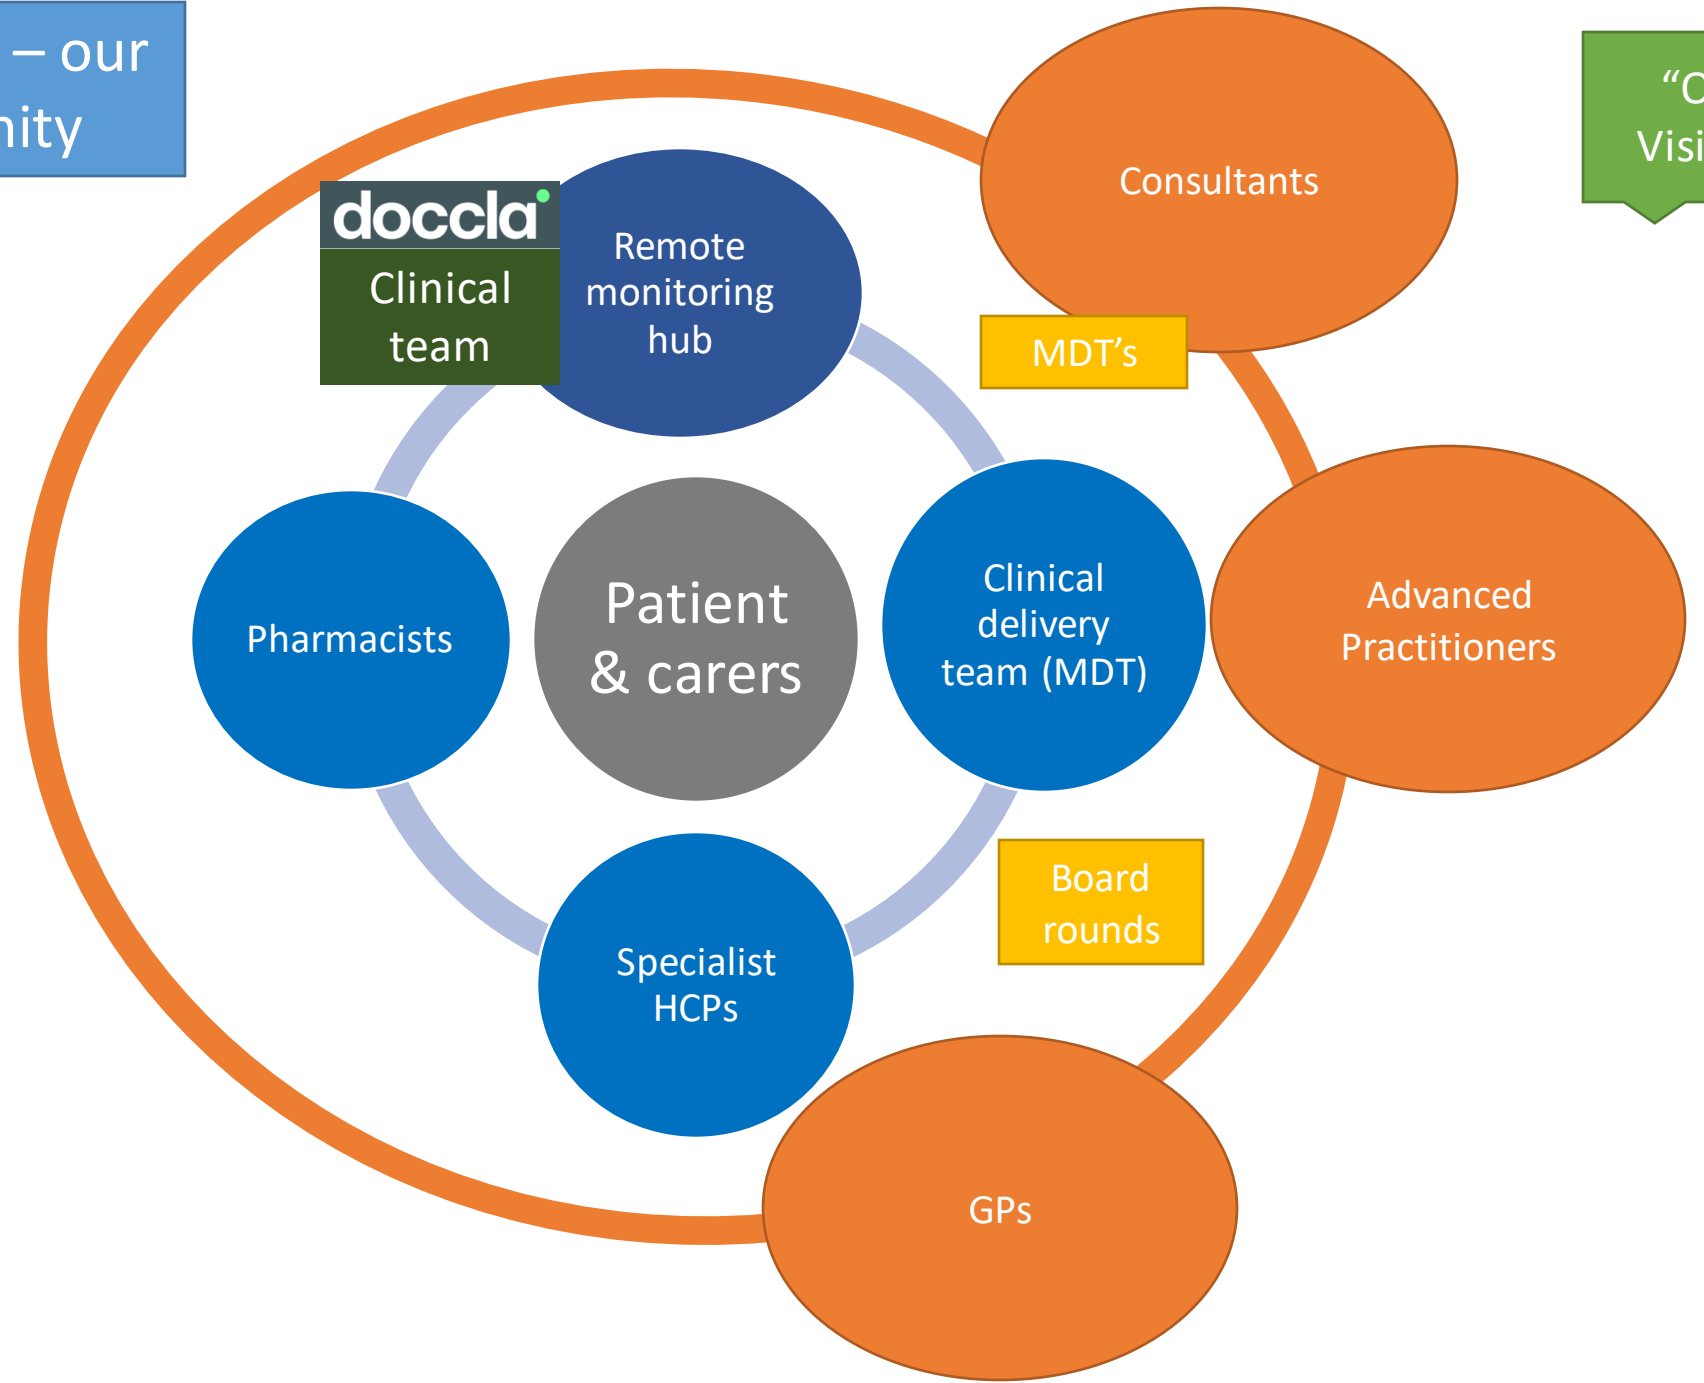 – our
nity
“O
Visi
doccla
Clinical
team
Remote
monitoring
hub
Consultants
MDT’s
Pharmacists
Patient
& carers
Clinical
delivery
team (MDT)
Advanced
Practitioners
Board
rounds
Specialist
HCPs
GPs